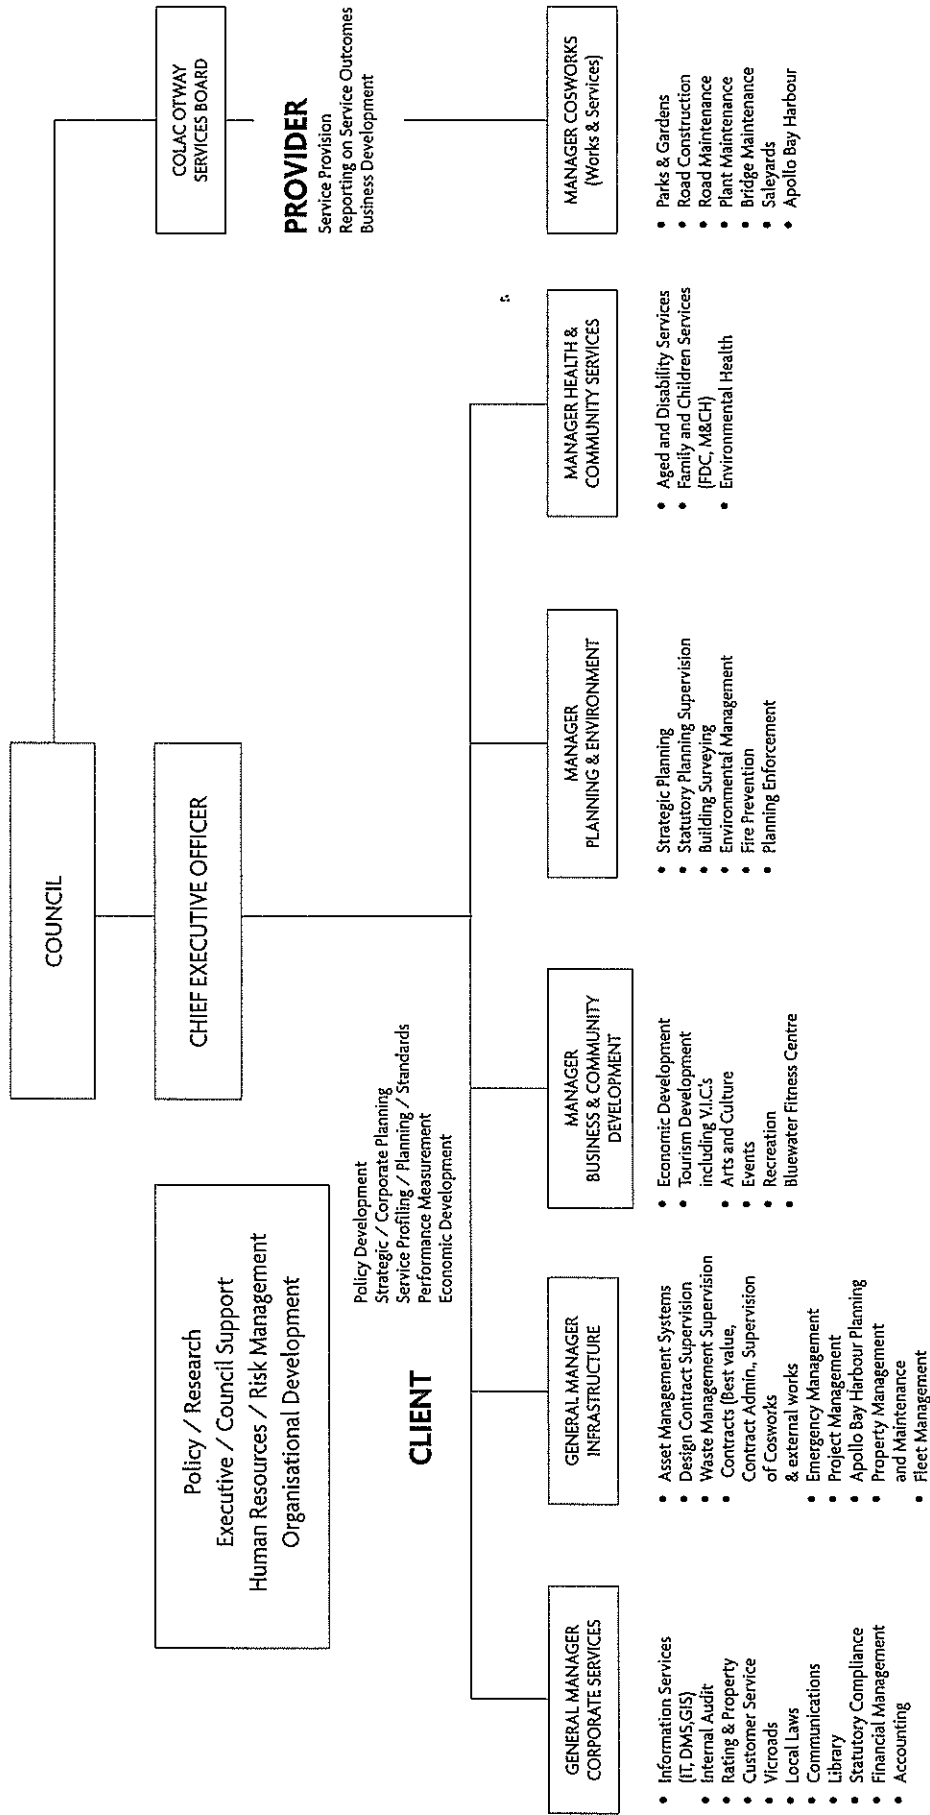 COUNCIL
CHIEF EXECUTIVE OFFICER
Policy / Research
Executive / Council Support
Human Resources / Risk Management
Organisational Development
COLAC OTWAY
SERVICES BOARD
PROVIDER
Service Provision
Reporting on Service Outcomes
Business Development
CLIENT
Policy Development
Strategic / Corporate Planning
Service Profiling / Planning / Standards
Performance Measurement
Economic Development
GENERAL MANAGER
CORPORATE SERVICES
• Information Services
(IT, DMS,GIS)
• Internal Audit
• Rating & Property
• Customer Service
• Vicroads
• Local Laws
• Communications
• Library
• Statutory Compliance
• Financial Management
• Accounting
GENERAL MANAGER
INFRASTRUCTURE
• Asset Management Systems
• Design Contract Supervision
• Waste Management Supervision
• Contracts (Best value,
Contract Admin., Supervision
of Cosworks
& external works
• Emergency Management
• Project Management
• Apollo Bay Harbour Planning
• Property Management
and Maintenance
• Fleet Management
MANAGER
BUSINESS & COMMUNITY
DEVELOPMENT
• Economic Development
• Tourism Development
including V.I.C.'s
• Arts and Culture
• Events
• Recreation
• Bluewater Fitness Centre
MANAGER
PLANNING & ENVIRONMENT
• Strategic Planning
• Statutory Planning Supervision
• Building Surveying
• Environmental Management
• Fire Prevention
• Planning Enforcement
MANAGER HEALTH &
COMMUNITY SERVICES
• Aged and Disability Services
• Family and Children Services
(FDC, M&CH)
• Environmental Health
MANAGER COSWORKS
(Works & Services)
• Parks & Gardens
• Road Construction
• Road Maintenance
• Plant Maintenance
• Bridge Maintenance
• Saleyards
• Apollo Bay Harbour